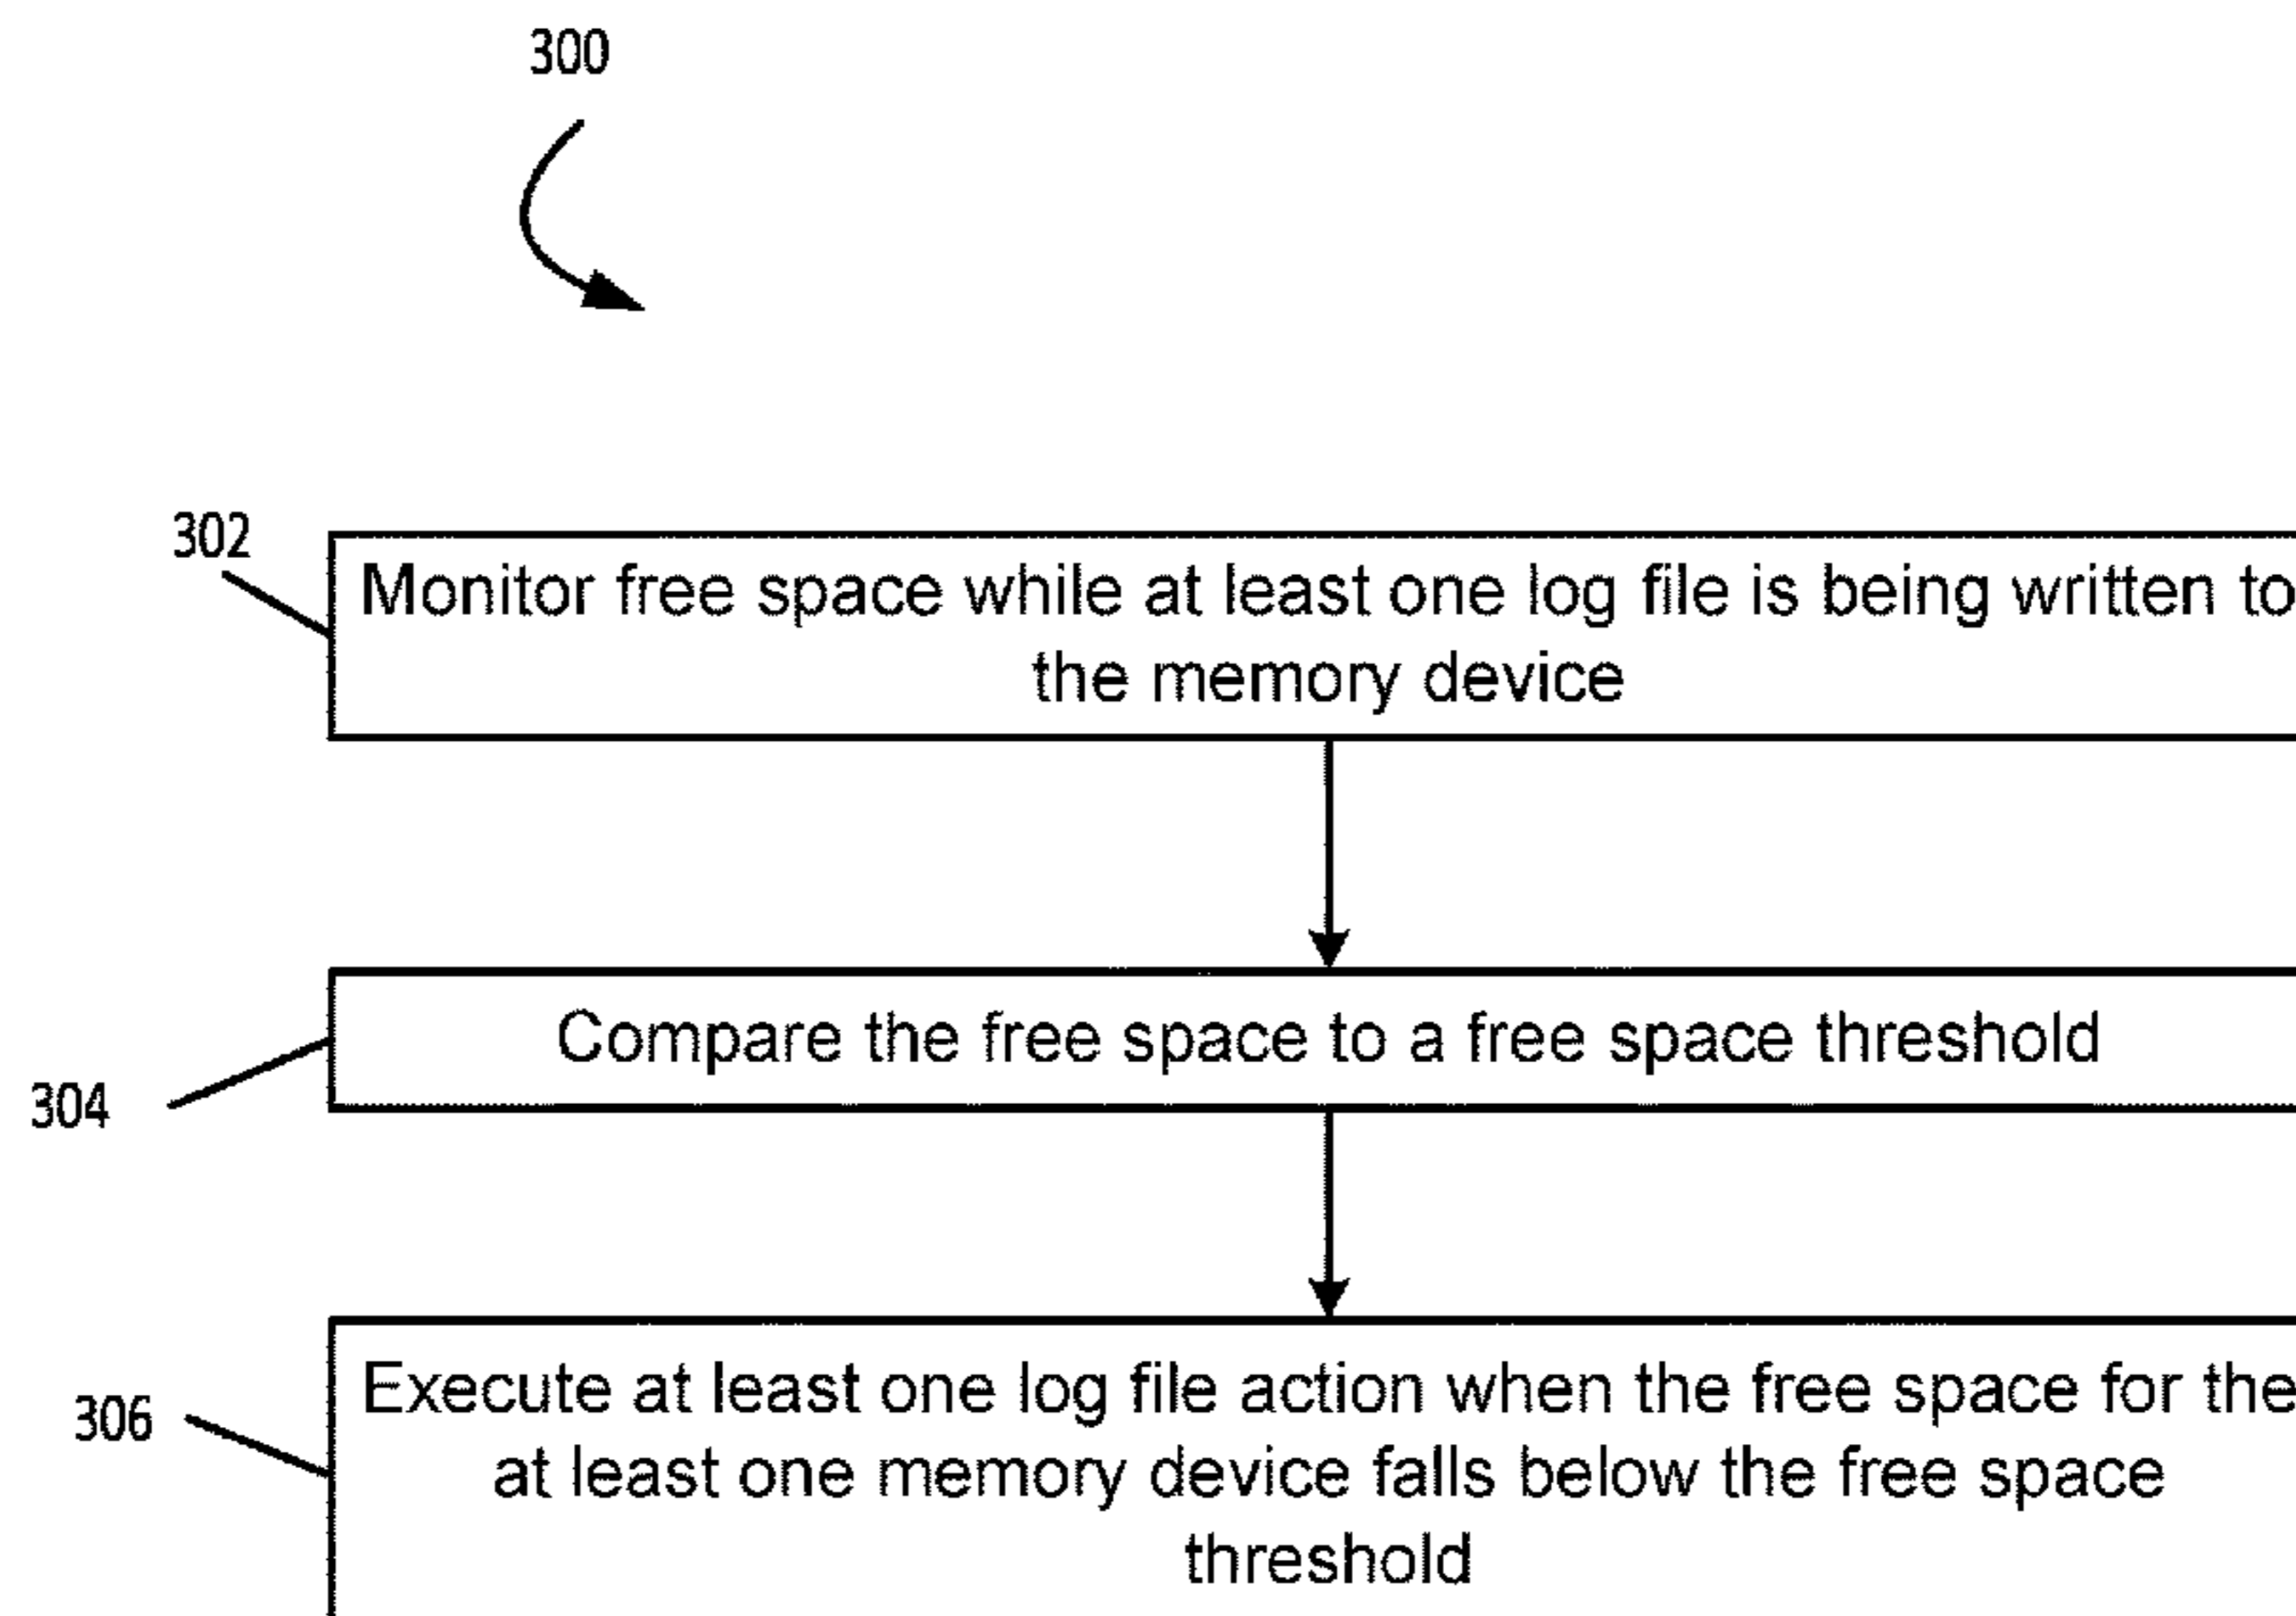 300
302
Monitor free space while at least one log file is being written to
the memory device
304
Compare the free space to a free space threshold
306
Execute at least one log file action when the free space for the
at least one memory device falls below the free space
threshold